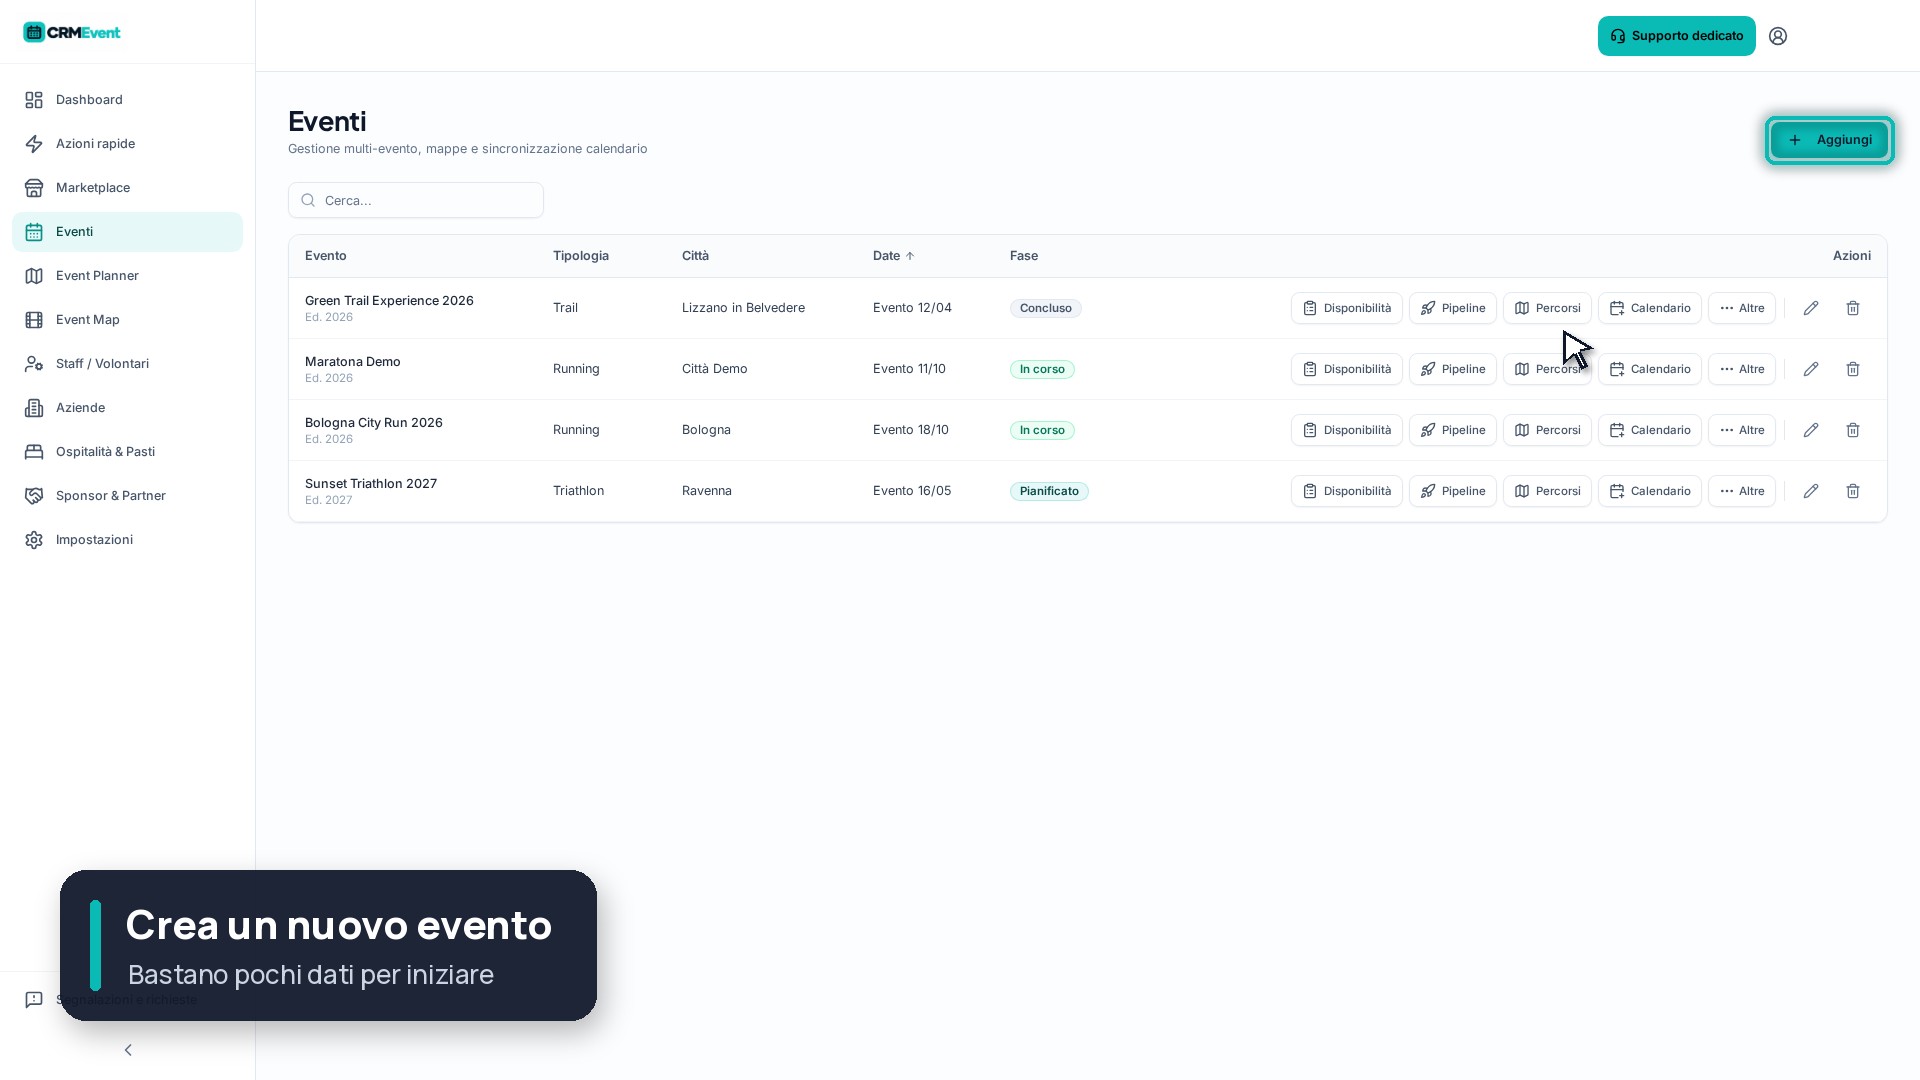 CRMEvent
Supporto dedicato
Dashboard
Azioni rapide
Marketplace
Eventi
Event Planner
Event Map
Staff / Volontari
Aziende
Ospitalità & Pasti
Sponsor & Partner
Impostazioni
Segnalazioni e richieste
Eventi
Gestione multi-evento, mappe e sincronizzazione calendario
Aggiungi
Cerca...
Evento Tipologia Città Date Fase Azioni
Green Trail Experience 2026
Ed. 2026
Trail Lizzano in Belvedere Evento 12/04 Concluso Disponibilità Pipeline Percorsi Calendario Altre
Maratona Demo
Ed. 2026
Running Città Demo Evento 11/10 In corso Disponibilità Pipeline Percorsi Calendario Altre
Bologna City Run 2026
Ed. 2026
Running Bologna Evento 18/10 In corso Disponibilità Pipeline Percorsi Calendario Altre
Sunset Triathlon 2027
Ed. 2027
Triathlon Ravenna Evento 16/05 Pianificato Disponibilità Pipeline Percorsi Calendario Altre
Crea un nuovo evento
Bastano pochi dati per iniziare